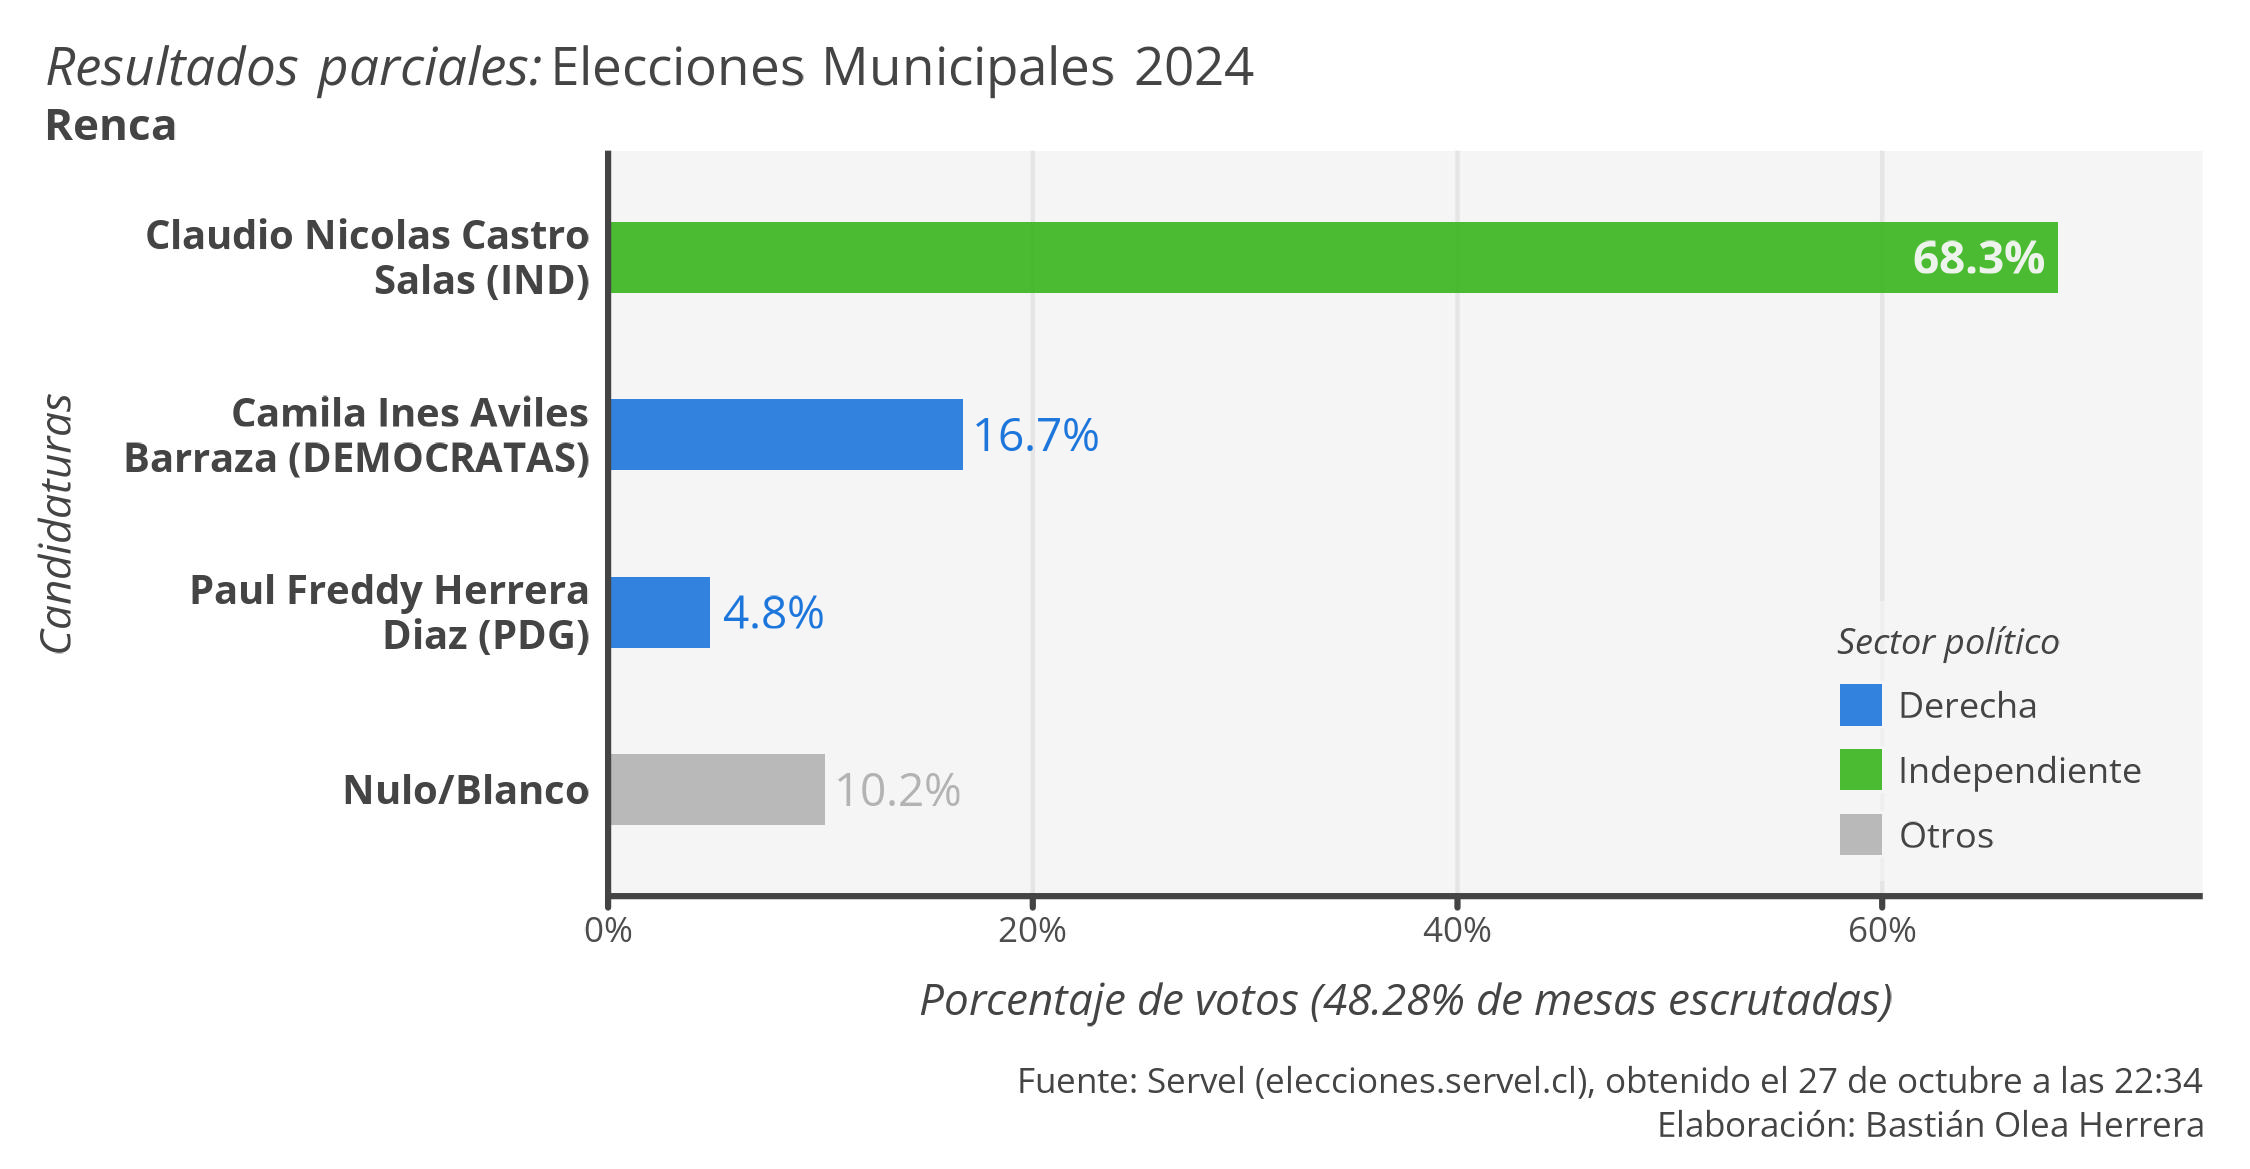 Resultados parciales: Elecciones Municipales 2024
Renca
Candidaturas
Claudio Nicolas Castro
Salas (IND)
68.3%
Camila Ines Aviles
Barraza (DEMOCRATAS)
16.7%
Paul Freddy Herrera
Diaz (PDG)
4.8%
Nulo/Blanco
10.2%
Sector político
Derecha
Independiente
Otros
0%
20%
40%
60%
Porcentaje de votos (48.28% de mesas escrutadas)
Fuente: Servel (elecciones.servel.cl), obtenido el 27 de octubre a las 22:34
Elaboración: Bastián Olea Herrera